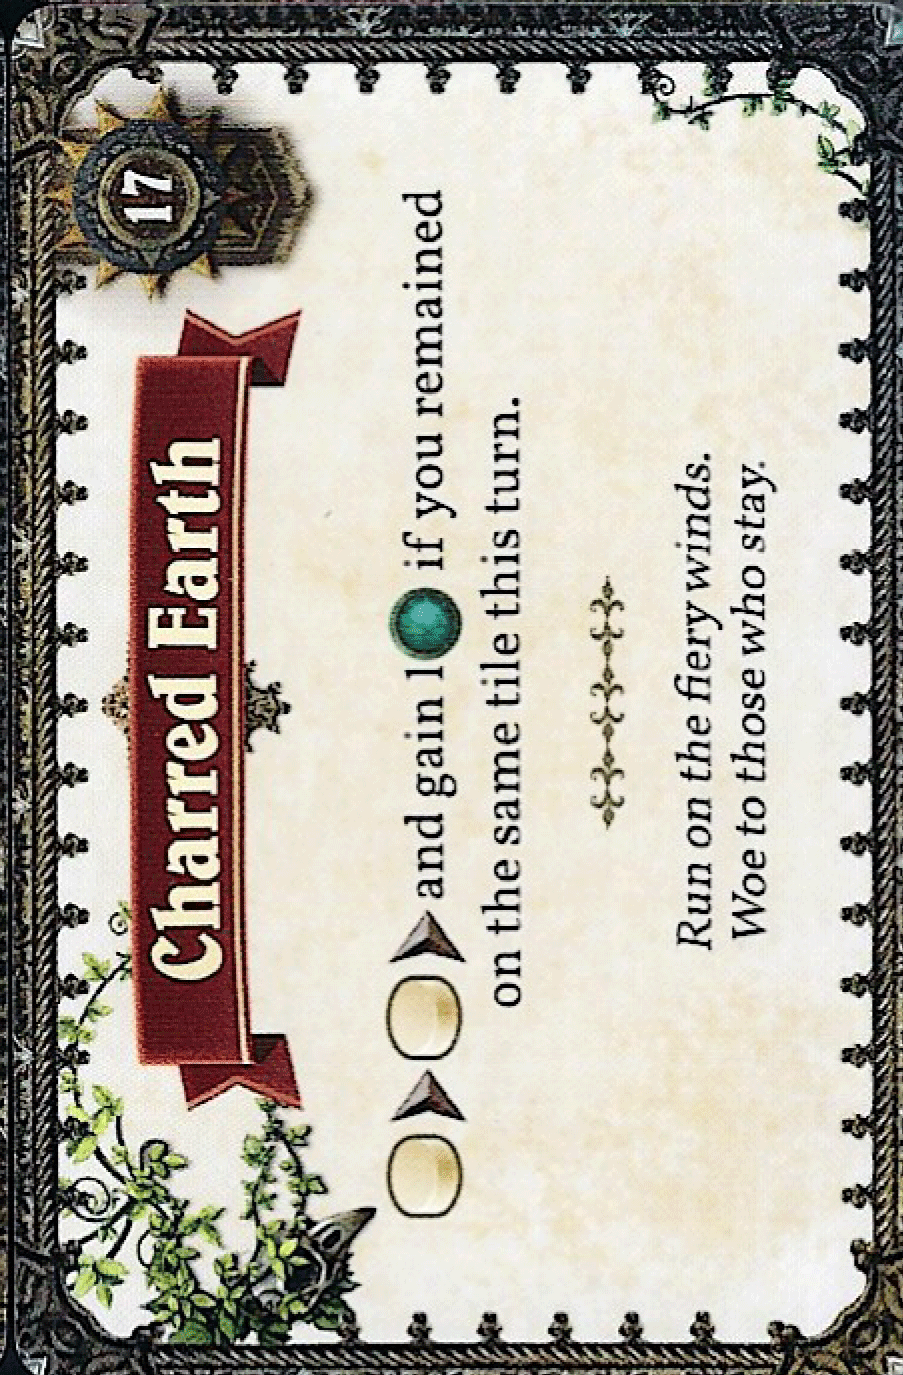 17
Charred Earth
and gain 1 if you remained
on the same tile this turn.
Run on the fiery winds.
Woe to those who stay.